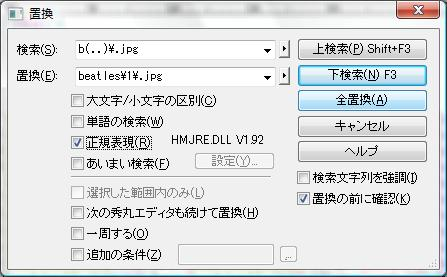 置換
検索(S): b(..)¥.jpg
上検索(P) Shift+F3
置換(E): beatles¥1¥.jpg
下検索(N) F3
大文字/小文字の区別(C)
全置換(A)
単語の検索(W)
キャンセル
正規表現(R) HMJRE.DLL V1.92
ヘルプ
あいまい検索(F) 設定(Y)...
検索文字列を強調(I)
選択した範囲内のみ(L)
置換の前に確認(K)
次の秀丸エディタも続けて置換(H)
一周する(O)
追加の条件(Z) ...